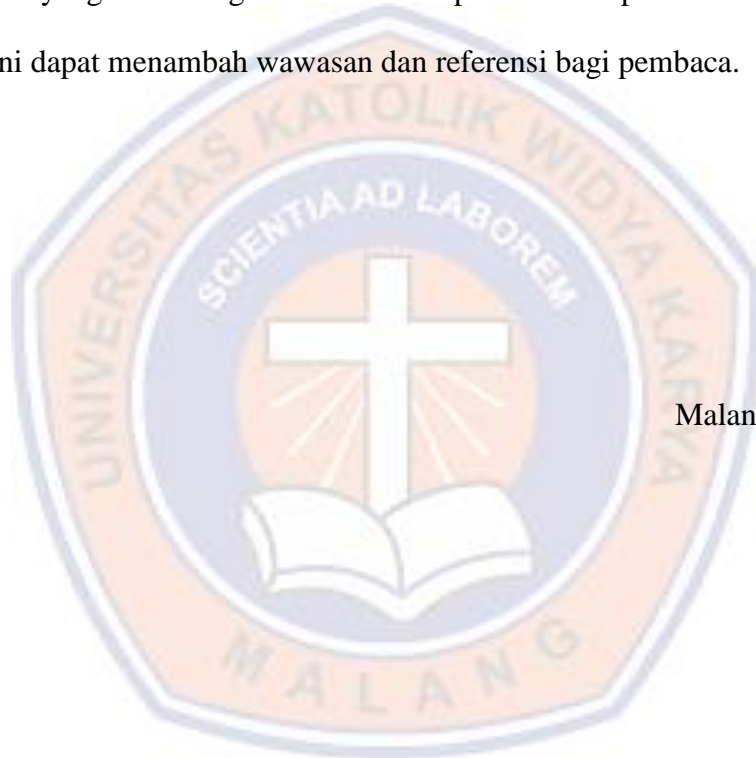 ni dapat menambah wawasan dan referensi bagi pembaca.
UNIVERSITAS KATOLIK WIDYA KARYA
SCIENTIA AD LABOREM
Malan
MALANG